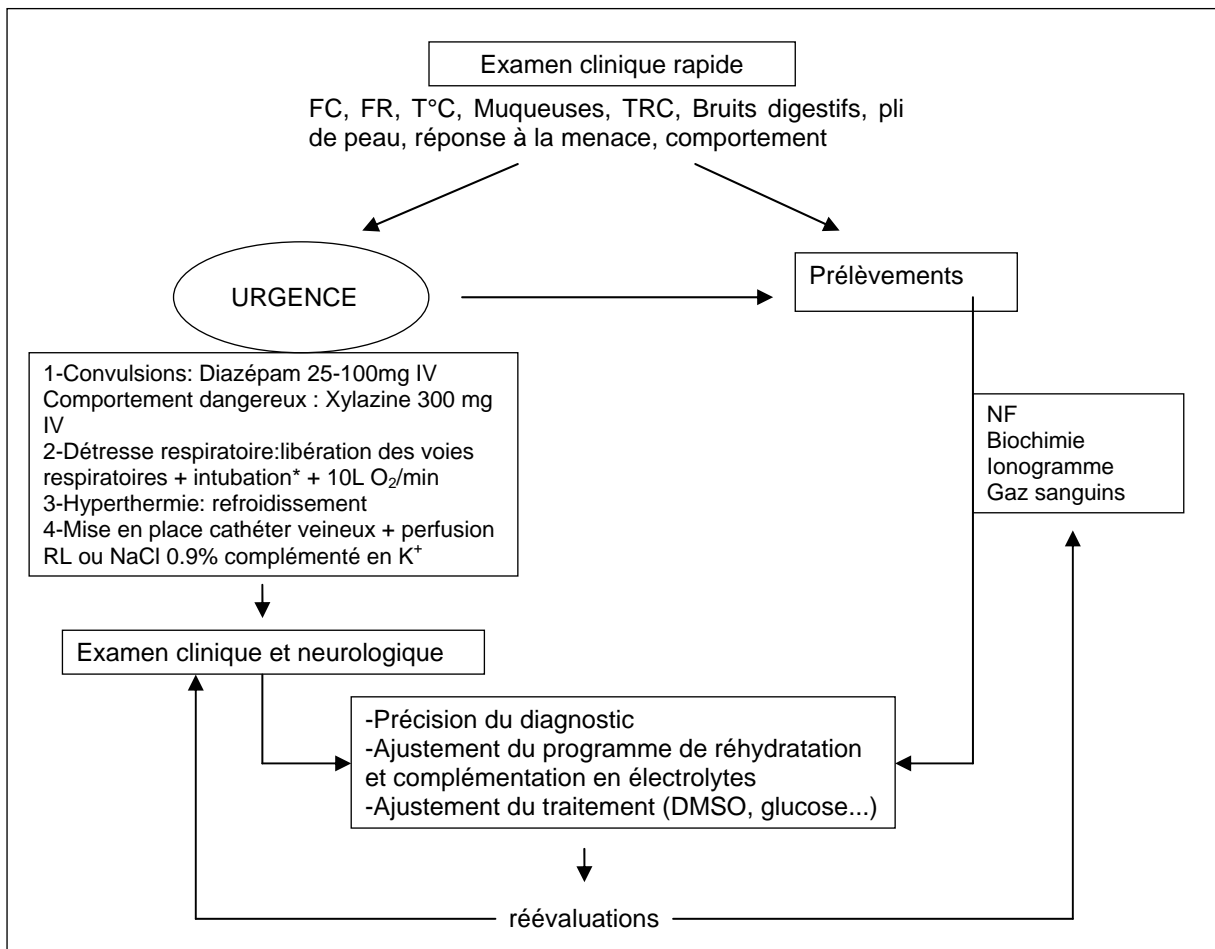 Examen clinique rapide
FC, FR, T°C, Muqueuses, TRC, Bruits digestifs, pli
de peau, réponse à la menace, comportement
URGENCE
Prélèvements
1-Convulsions: Diazépam 25-100mg IV
Comportement dangereux : Xylazine 300 mg
IV
2-Détresse respiratoire:libération des voies
respiratoires + intubation* + 10L O₂/min
3-Hyperthermie: refroidissement
4-Mise en place cathéter veineux + perfusion
RL ou NaCl 0.9% complémenté en K⁺
NF
Biochimie
Ionogramme
Gaz sanguins
Examen clinique et neurologique
-Précision du diagnostic
-Ajustement du programme de réhydratation
et complémentation en électrolytes
-Ajustement du traitement (DMSO, glucose...)
réévaluations